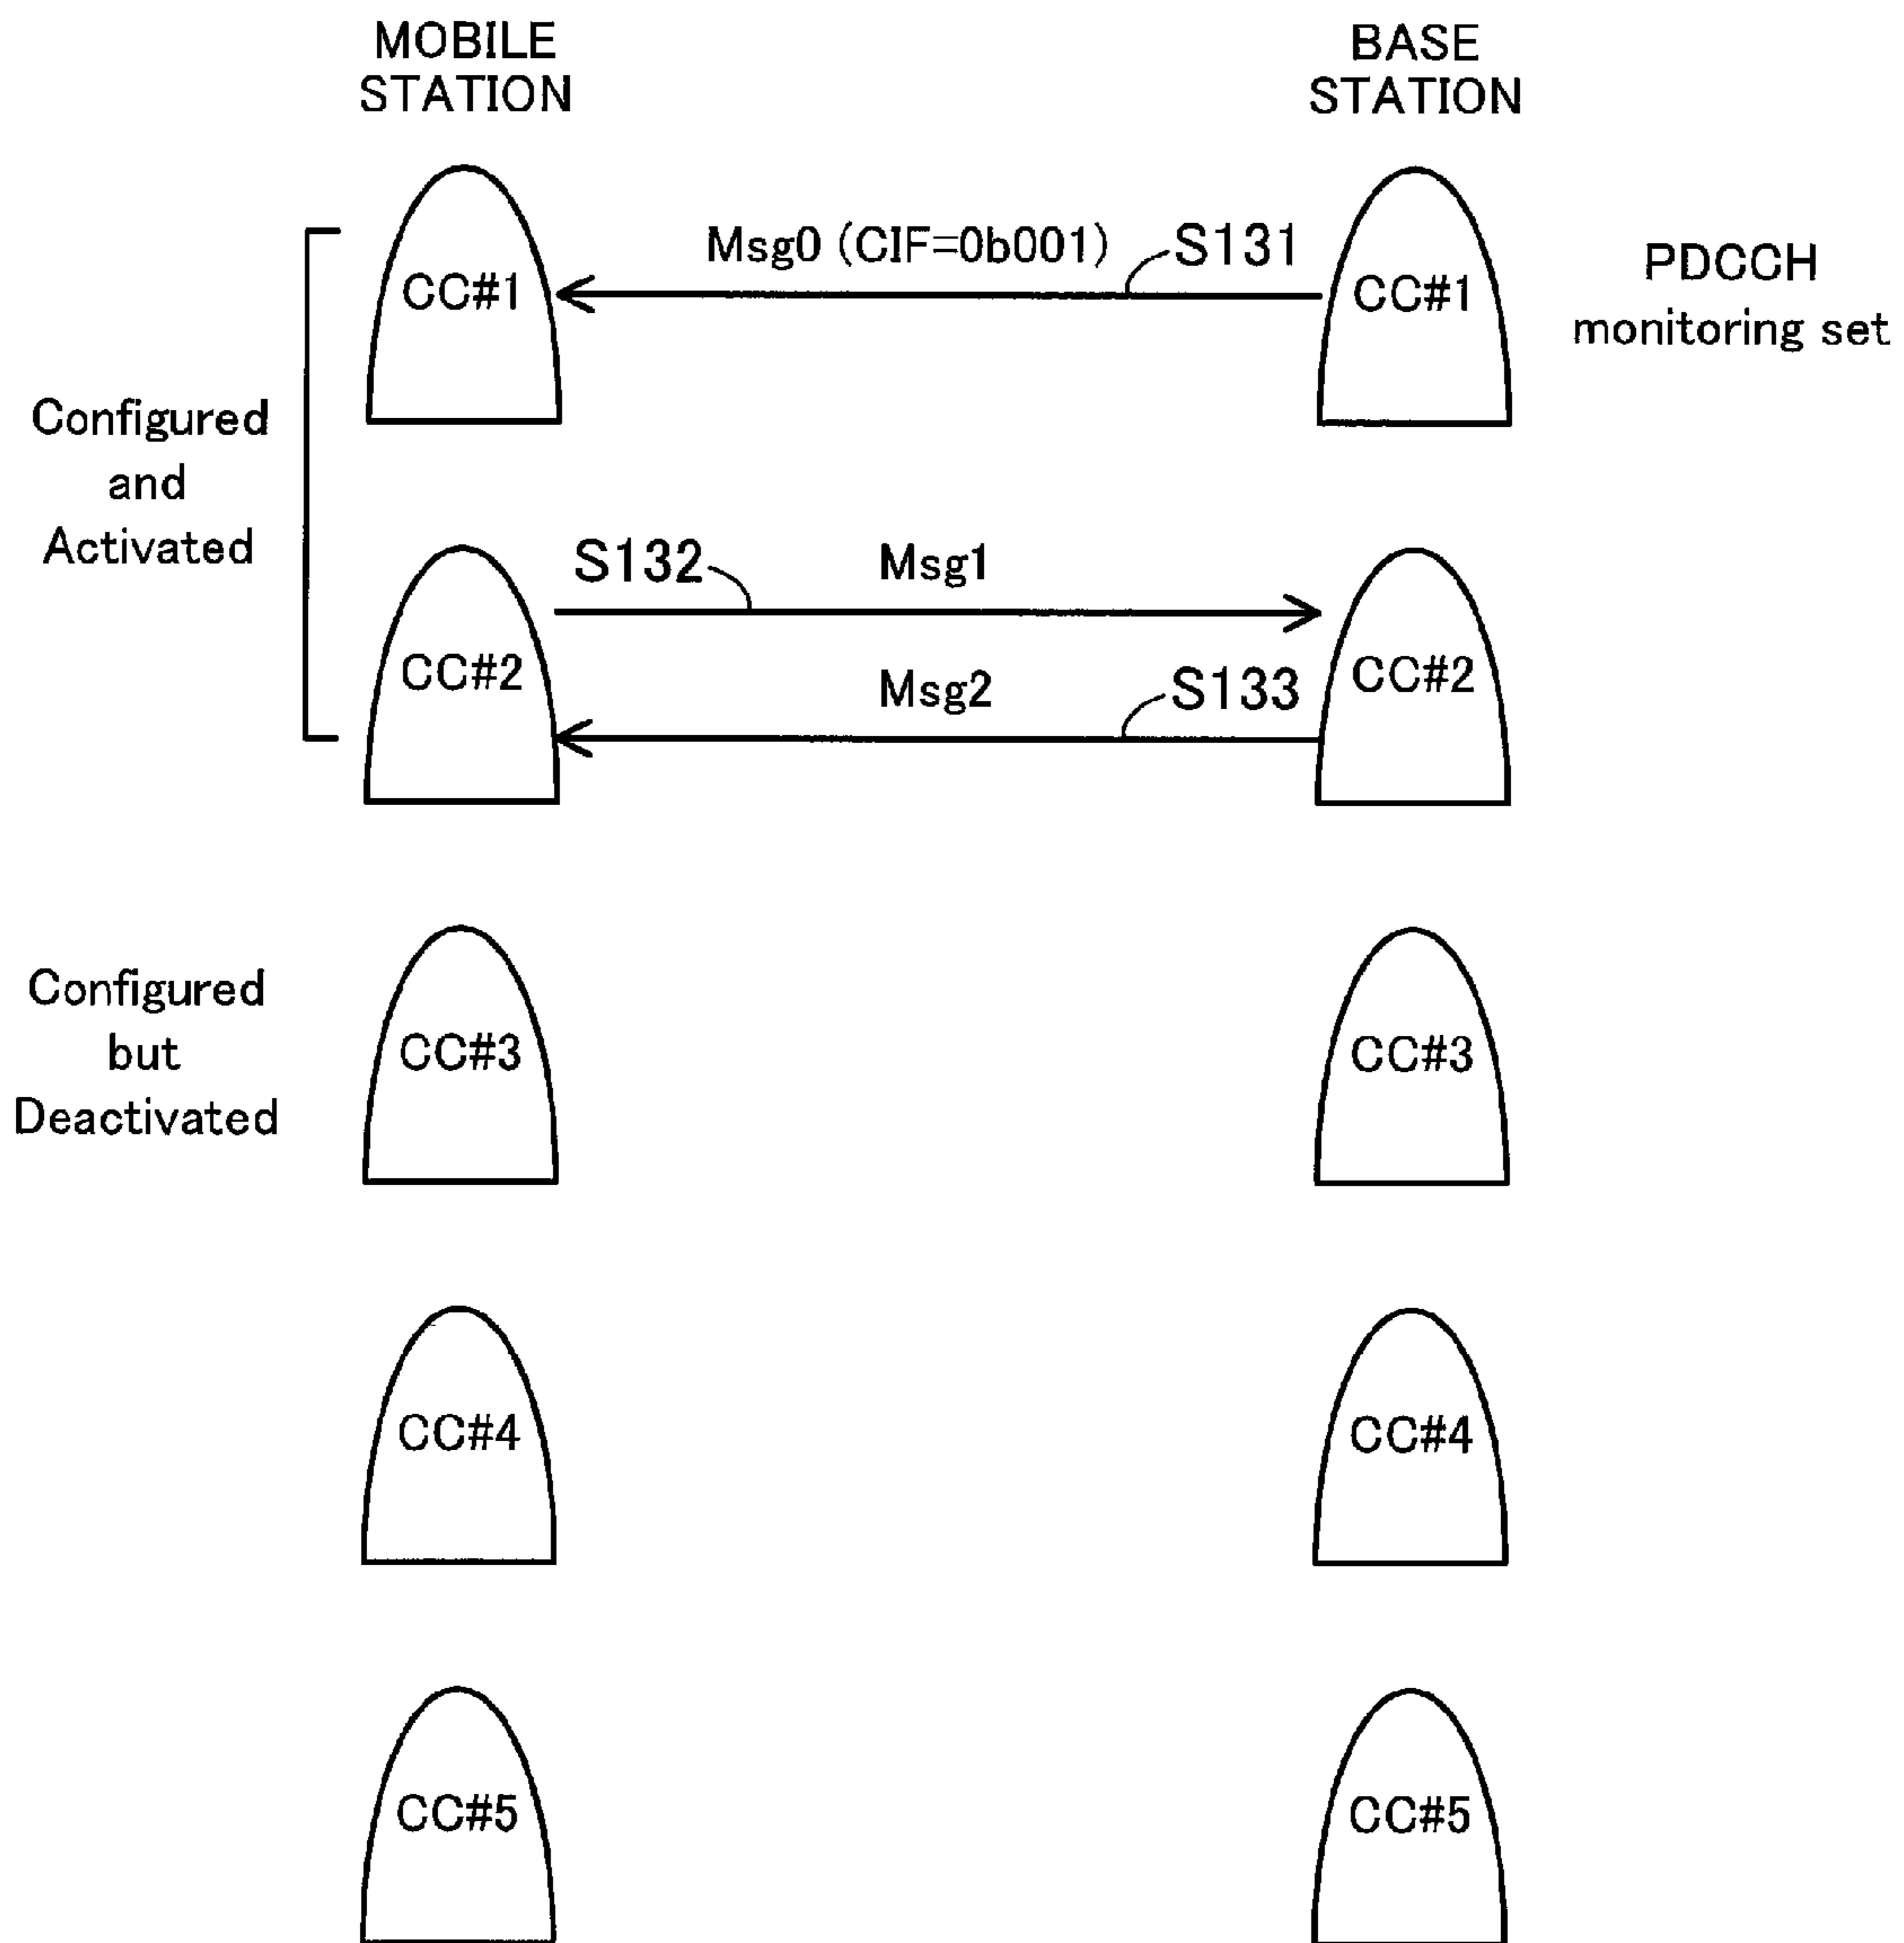 MOBILE
STATION
BASE
STATION
Msg0 (CIF=0b001)
S131
CC#1
CC#1
PDCCH
monitoring set
Configured
and
Activated
S132
Msg1
CC#2
CC#2
Msg2
S133
Configured
but
Deactivated
CC#3
CC#3
CC#4
CC#4
CC#5
CC#5